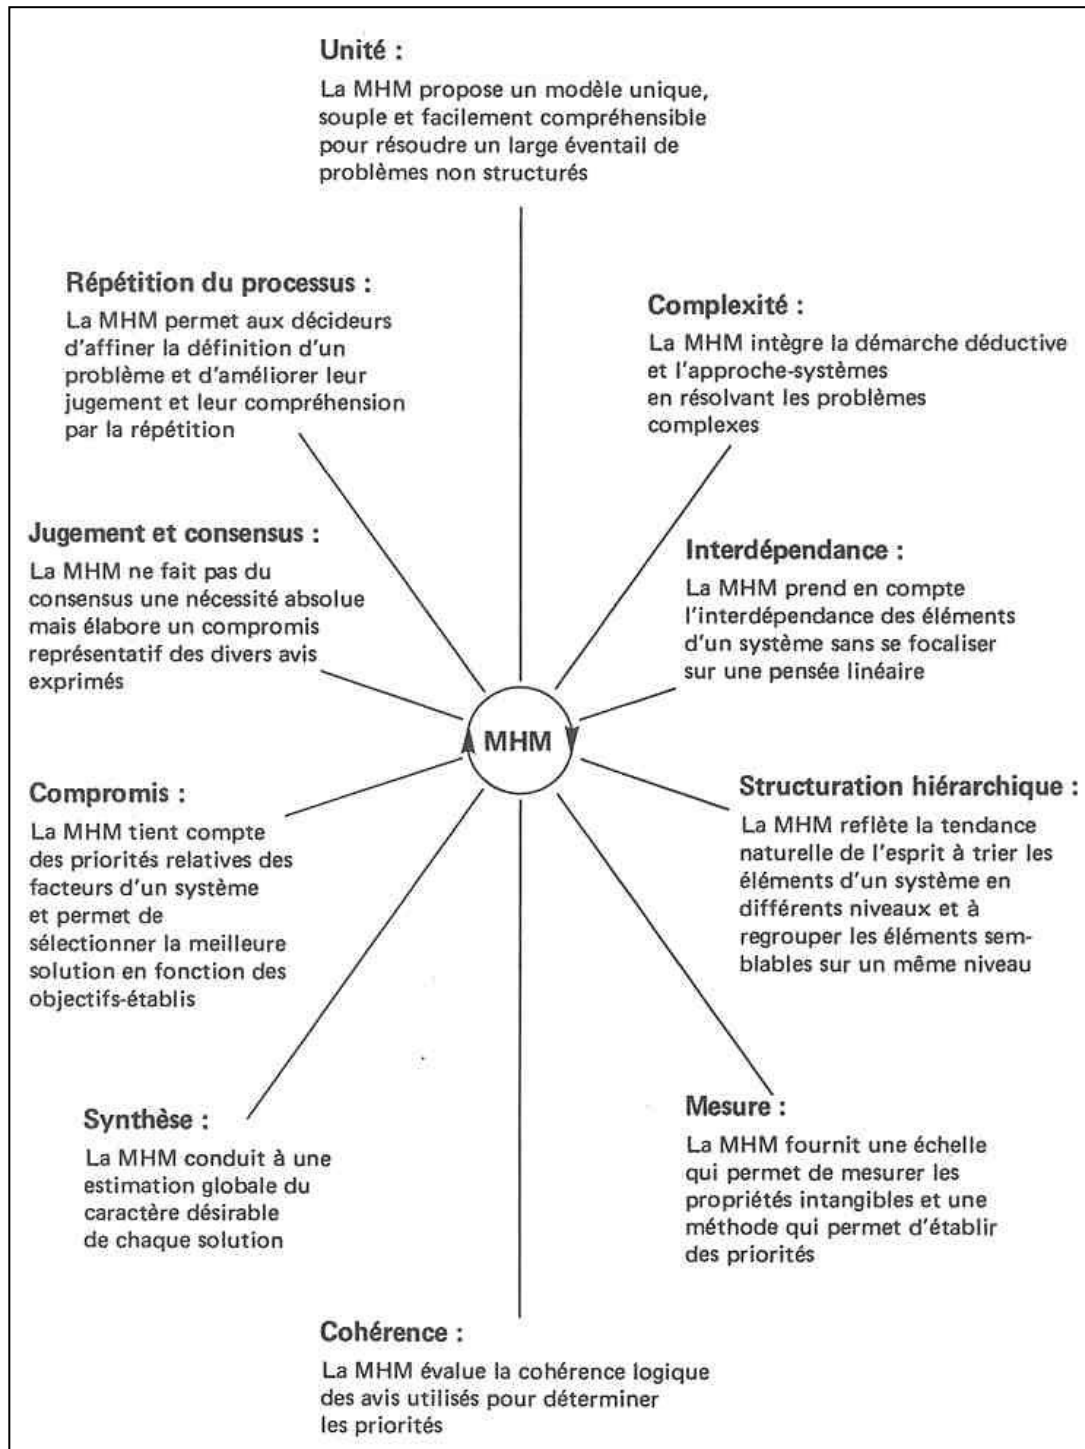 Unité :
La MHM propose un modèle unique,
souple et facilement compréhensible
pour résoudre un large éventail de
problèmes non structurés
Répétition du processus :
La MHM permet aux décideurs
d'affiner la définition d'un
problème et d'améliorer leur
jugement et leur compréhension
par la répétition
Complexité :
La MHM intègre la démarche déductive
et l'approche-systèmes
en résolvant les problèmes
complexes
Jugement et consensus :
La MHM ne fait pas du
consensus une nécessité absolue
mais élabore un compromis
représentatif des divers avis
exprimés
Interdépendance :
La MHM prend en compte
l'interdépendance des éléments
d'un système sans se focaliser
sur une pensée linéaire
MHM
Compromis :
La MHM tient compte
des priorités relatives des
facteurs d'un système
et permet de
sélectionner la meilleure
solution en fonction des
objectifs-établis
Structuration hiérarchique :
La MHM reflète la tendance
naturelle de l'esprit à trier les
éléments d'un système en
différents niveaux et à
regrouper les éléments sem-
blables sur un même niveau
Synthèse :
La MHM conduit à une
estimation globale du
caractère désirable
de chaque solution
Mesure :
La MHM fournit une échelle
qui permet de mesurer les
propriétés intangibles et une
méthode qui permet d'établir
des priorités
Cohérence :
La MHM évalue la cohérence logique
des avis utilisés pour déterminer
les priorités